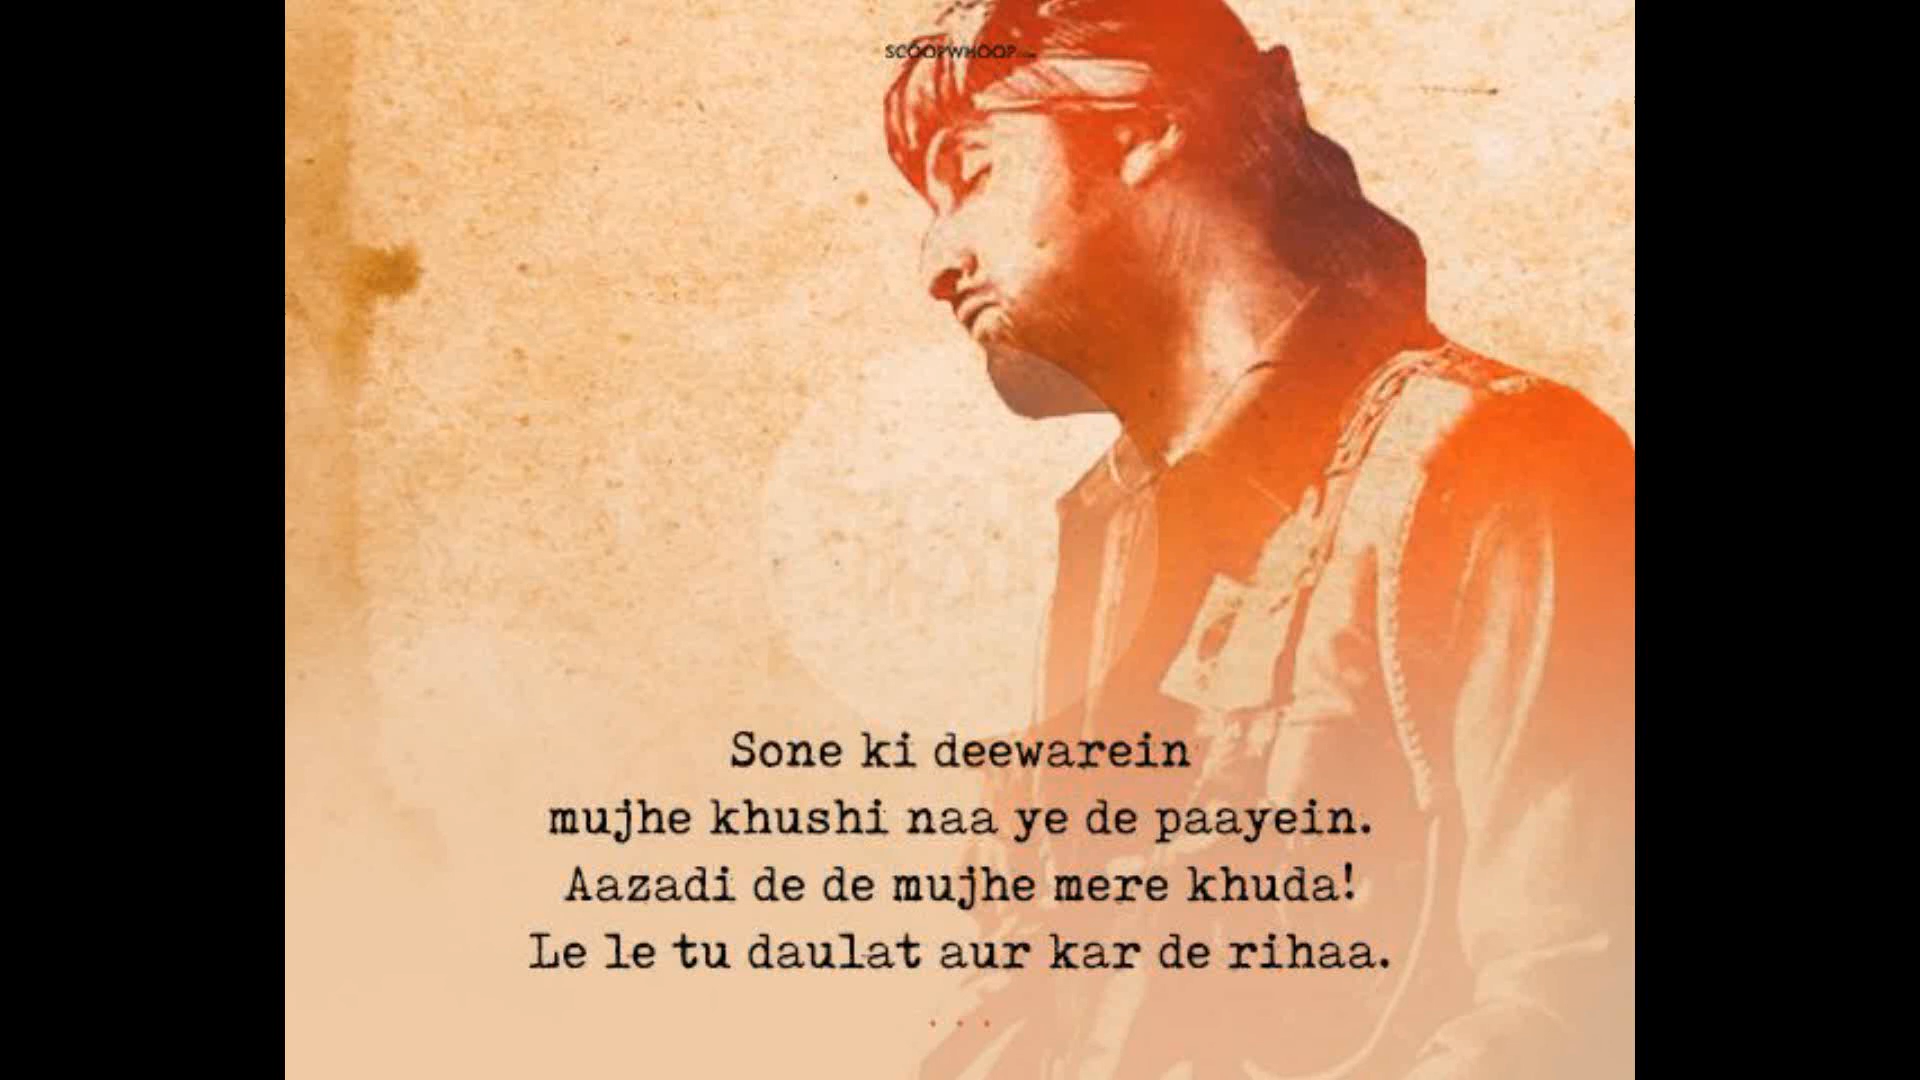 SCOOPWHOOP
Sone ki deewarein
mujhe khushi naa ye de paayein.
Aazadi de de mujhe mere khuda!
Le le tu daulat aur kar de rihaa.
. . .